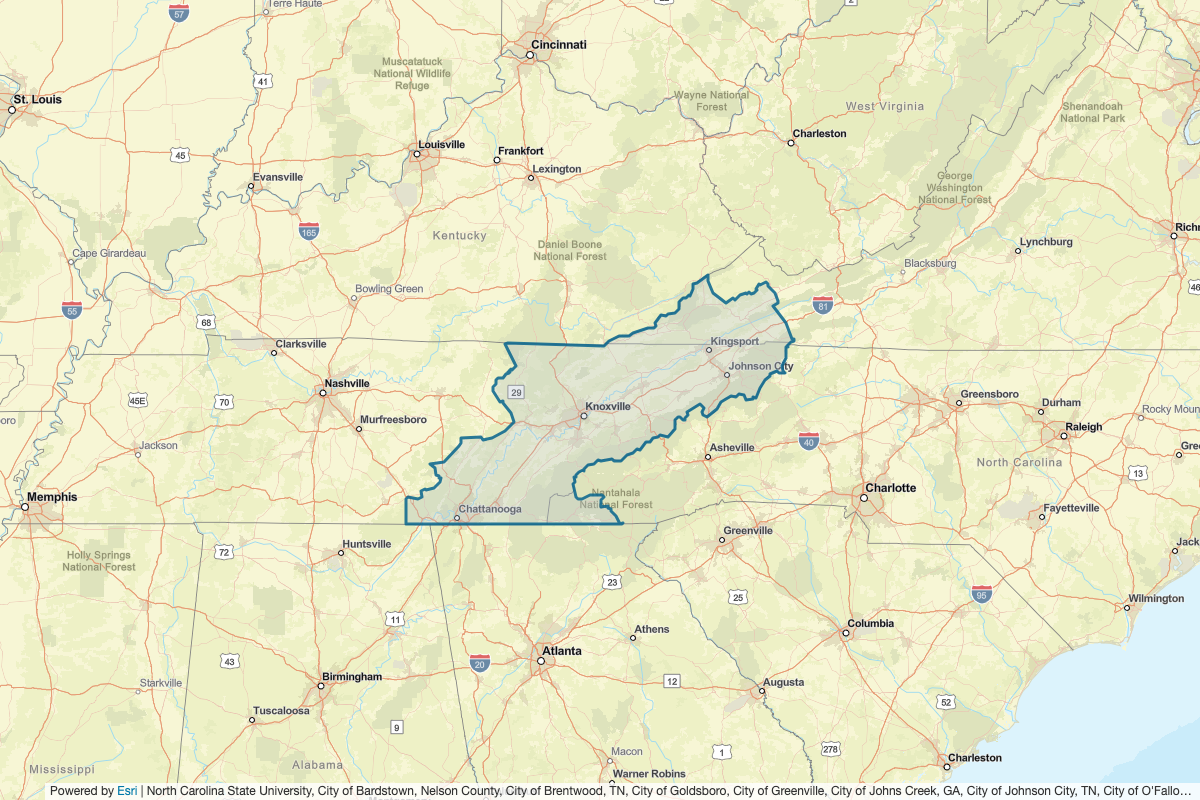 57
Terre Haute
2
Cincinnati
41
Muscatatuck
National Wildlife
Refuge
St. Louis
Wayne National
Forest
West Virginia
Shenandoah
National Park
Charleston
45
Louisville
Frankfort
Lexington
Evansville
George
Washington
National Forest
165
Kentucky
Daniel Boone
National Forest
Lynchburg
Richm
Cape Girardeau
Blacksburg
Bowling Green
46
55
81
68
Clarksville
Kingsport
Johnson City
Nashville
29
45E
70
Knoxville
Greensboro
Durham
Rocky Moun
oro
Murfreesboro
Raleigh
Jackson
Asheville
40
Gre
North Carolina
13
Memphis
Nantahala
National Forest
Charlotte
Chattanooga
Fayetteville
Greenville
Huntsville
72
Jack
Holly Springs
National Forest
23
25
95
Wilmington
11
Columbia
Athens
43
20
Atlanta
Birmingham
12
Starkville
Augusta
52
Tuscaloosa
9
1
278
Macon
Charleston
Mississippi
Alabama
Warner Robins
Powered by Esri | North Carolina State University, City of Bardstown, Nelson County, City of Brentwood, TN, City of Goldsboro, City of Greenville, City of Johns Creek, GA, City of Johnson City, TN, City of O'Fallo…